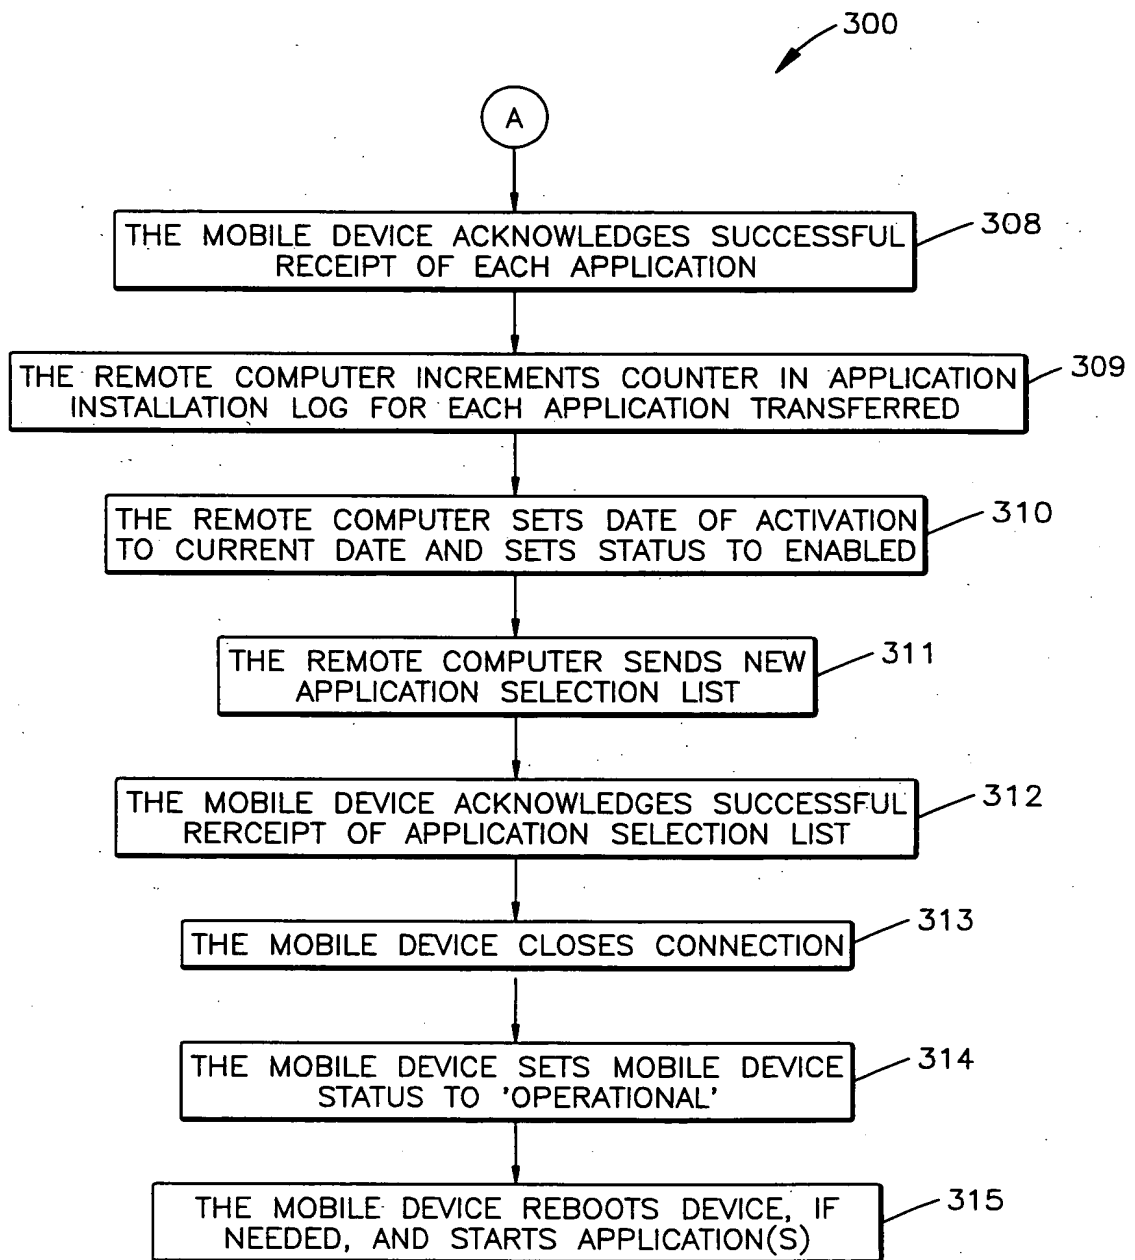 300
A
THE MOBILE DEVICE ACKNOWLEDGES SUCCESSFUL
RECEIPT OF EACH APPLICATION
308
THE REMOTE COMPUTER INCREMENTS COUNTER IN APPLICATION
INSTALLATION LOG FOR EACH APPLICATION TRANSFERRED
309
THE REMOTE COMPUTER SETS DATE OF ACTIVATION
TO CURRENT DATE AND SETS STATUS TO ENABLED
310
THE REMOTE COMPUTER SENDS NEW
APPLICATION SELECTION LIST
311
THE MOBILE DEVICE ACKNOWLEDGES SUCCESSFUL
RERCEIPT OF APPLICATION SELECTION LIST
312
THE MOBILE DEVICE CLOSES CONNECTION
313
THE MOBILE DEVICE SETS MOBILE DEVICE
STATUS TO 'OPERATIONAL'
314
THE MOBILE DEVICE REBOOTS DEVICE, IF
NEEDED, AND STARTS APPLICATION(S)
315